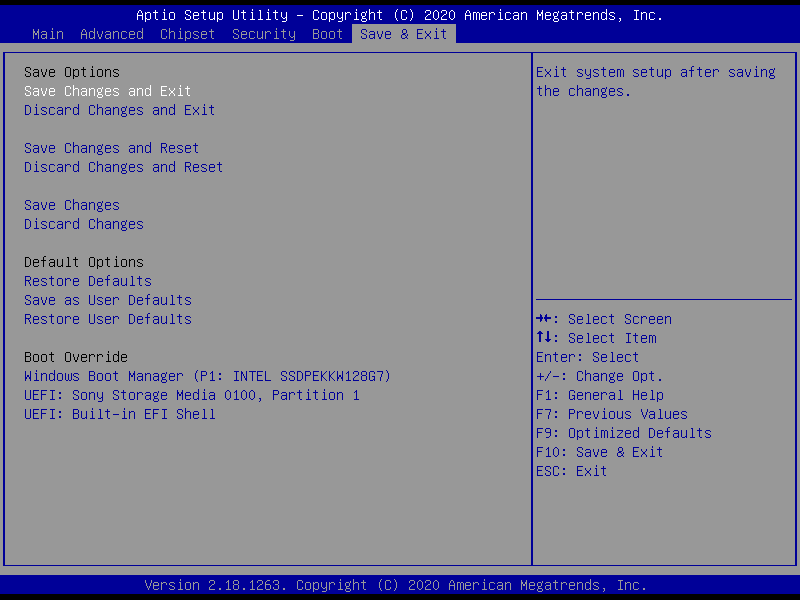 Aptio Setup Utility – Copyright (C) 2020 American Megatrends, Inc.
Main Advanced Chipset Security Boot Save & Exit
Save Options
Save Changes and Exit
Discard Changes and Exit
Save Changes and Reset
Discard Changes and Reset
Save Changes
Discard Changes
Default Options
Restore Defaults
Save as User Defaults
Restore User Defaults
Boot Override
Windows Boot Manager (P1: INTEL SSDPEKKW128G7)
UEFI: Sony Storage Media 0100, Partition 1
UEFI: Built-in EFI Shell
Exit system setup after saving
the changes.
→←: Select Screen
↑↓: Select Item
Enter: Select
+/-: Change Opt.
F1: General Help
F7: Previous Values
F9: Optimized Defaults
F10: Save & Exit
ESC: Exit
Version 2.18.1263. Copyright (C) 2020 American Megatrends, Inc.